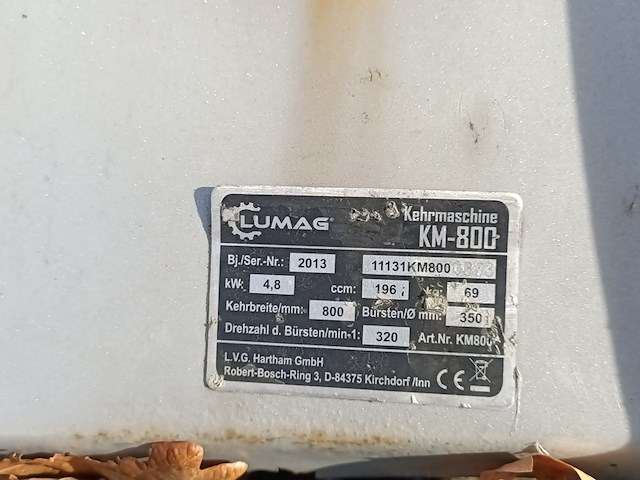 LUMAG® Kehrmaschine
KM-800
Bj./Ser.-Nr.: 2013 11131KM800
kW: 4,8 ccm: 196 kg: 69
Kehrbreite/mm: 800 Bürsten/Ø mm: 350
Drehzahl d. Bürsten/min-1: 320 Art.Nr. KM800
L.V.G. Hartham GmbH
Robert-Bosch-Ring 3, D-84375 Kirchdorf /Inn CE